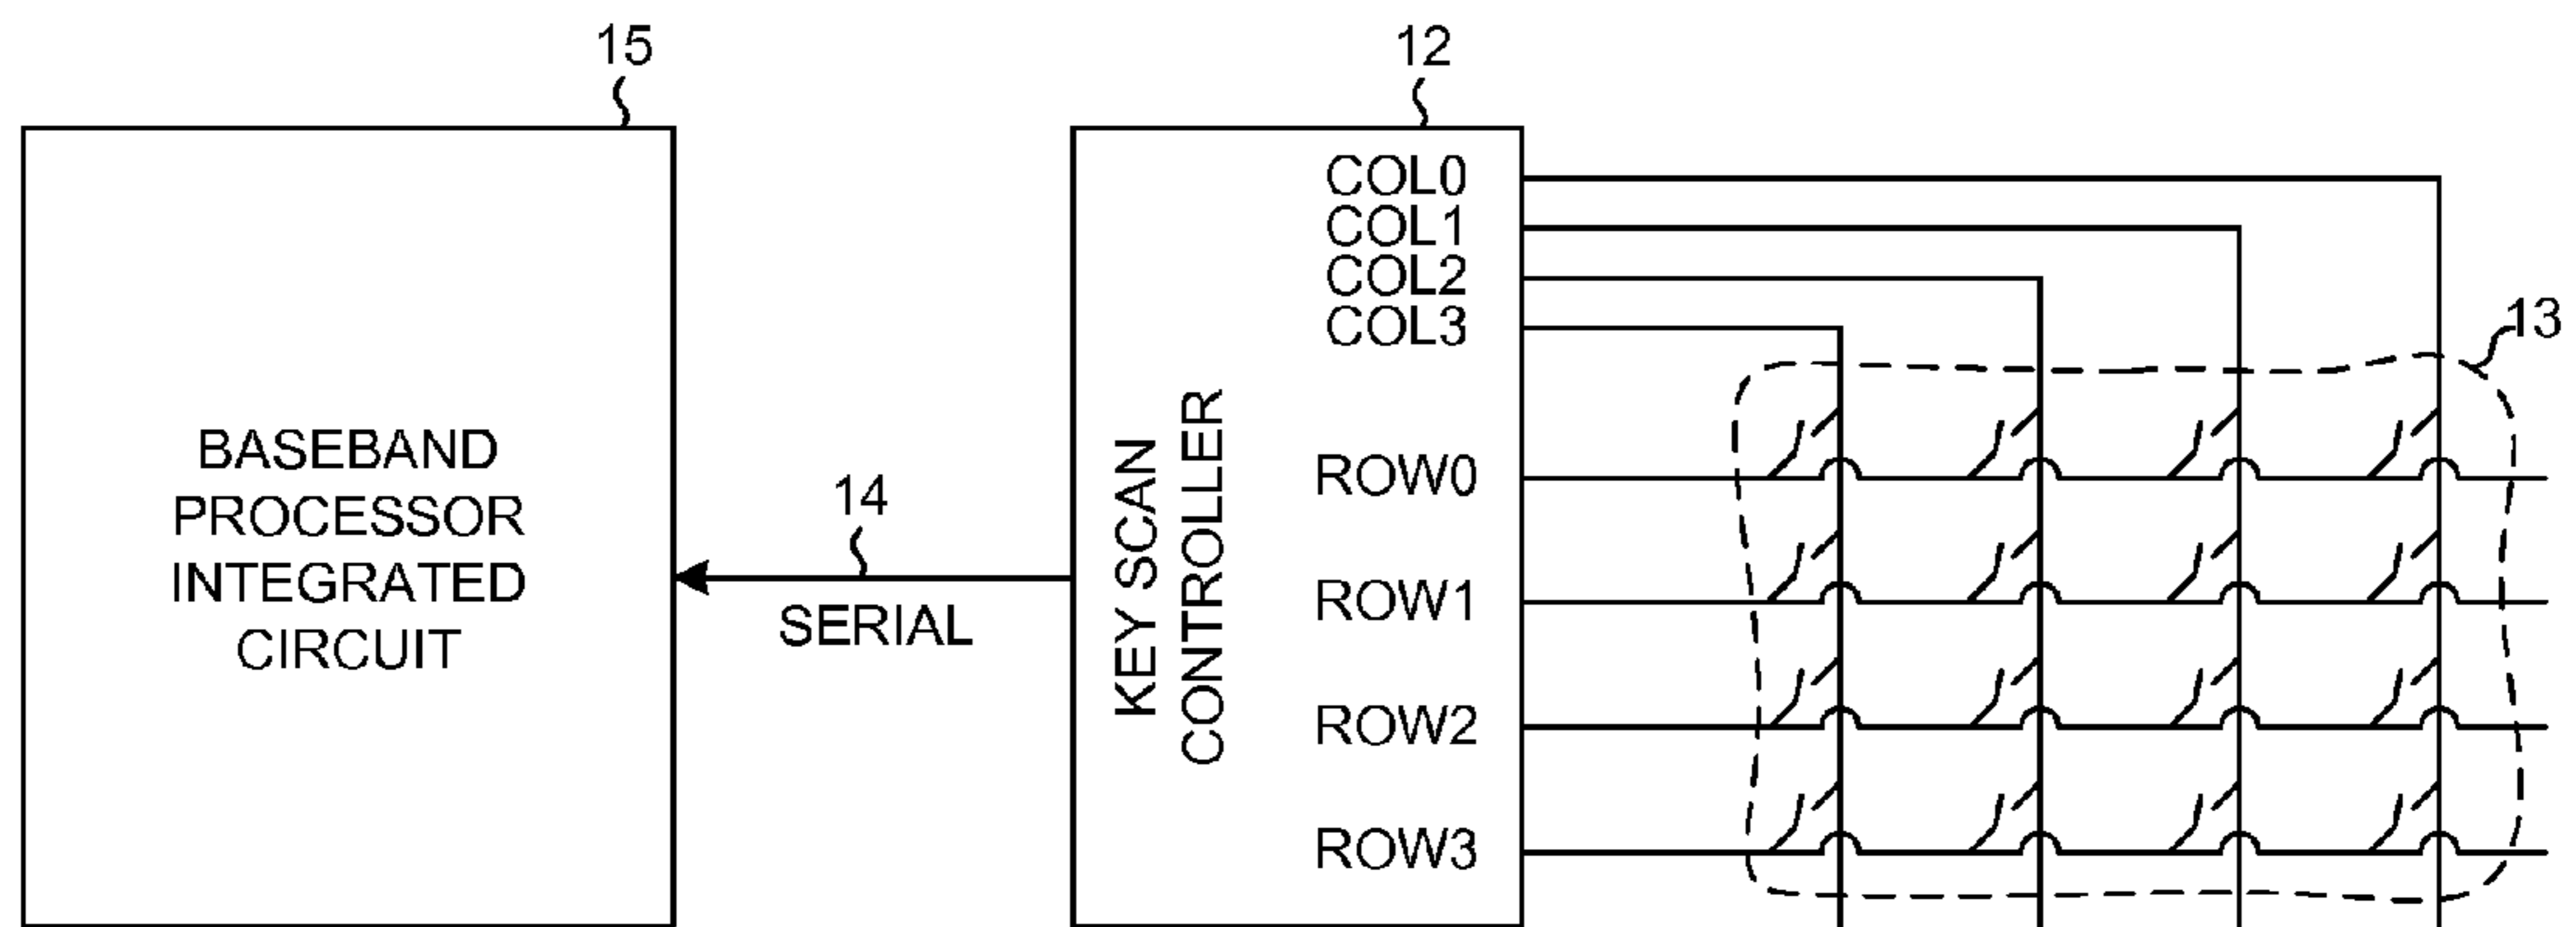 15
12
13
14
BASEBAND
PROCESSOR
INTEGRATED
CIRCUIT
SERIAL
KEY SCAN
CONTROLLER
COL0
COL1
COL2
COL3
ROW0
ROW1
ROW2
ROW3